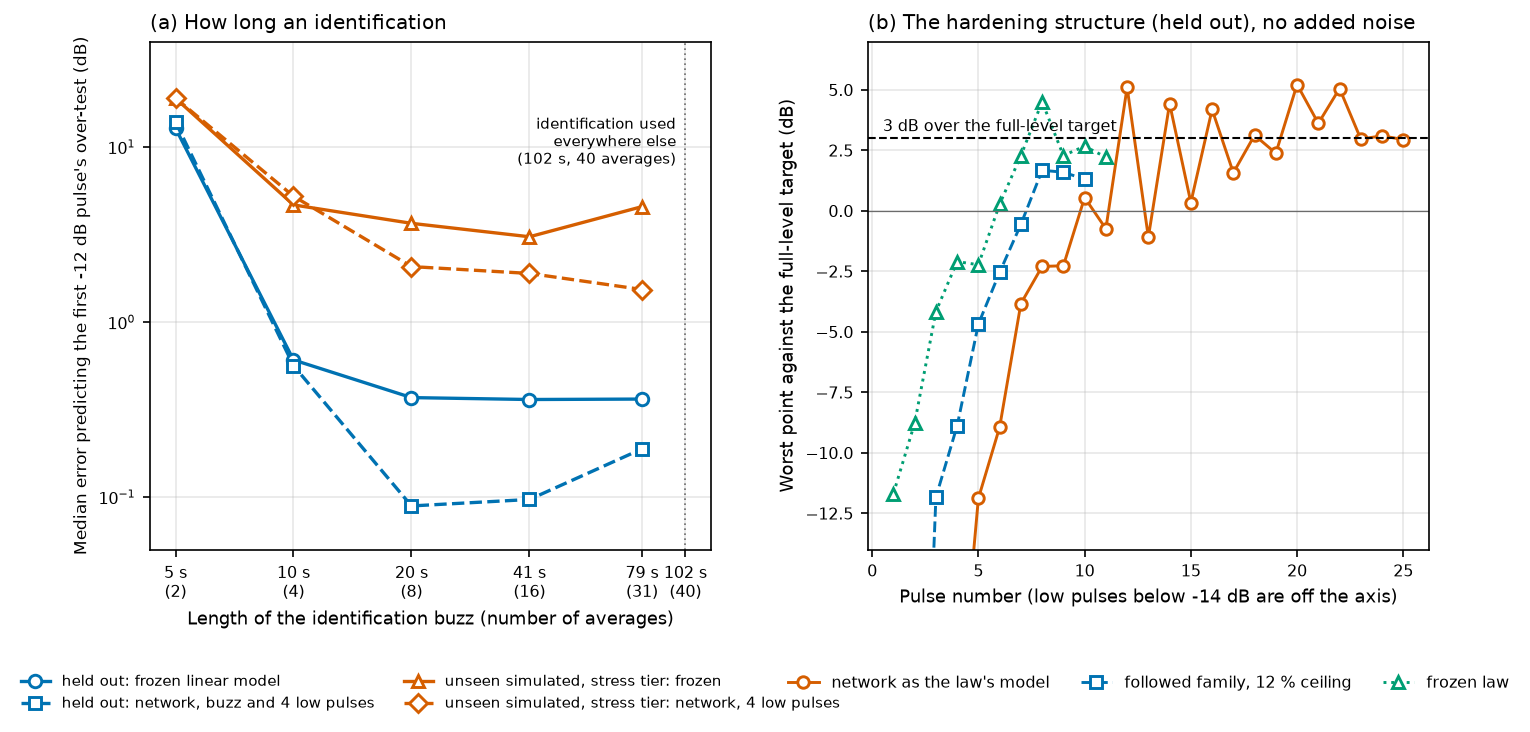 (a) How long an identification
Median error predicting the first -12 dB pulse's over-test (dB)
10¹
10⁰
10⁻¹
identification used
everywhere else
(102 s, 40 averages)
5 s 10 s 20 s 41 s 79 s 102 s
(2) (4) (8) (16) (31) (40)
Length of the identification buzz (number of averages)
(b) The hardening structure (held out), no added noise
Worst point against the full-level target (dB)
5.0
2.5
0.0
−2.5
−5.0
−7.5
−10.0
−12.5
3 dB over the full-level target
0 5 10 15 20 25
Pulse number (low pulses below -14 dB are off the axis)
held out: frozen linear model
held out: network, buzz and 4 low pulses
unseen simulated, stress tier: frozen
unseen simulated, stress tier: network, 4 low pulses
network as the law's model
followed family, 12 % ceiling
frozen law